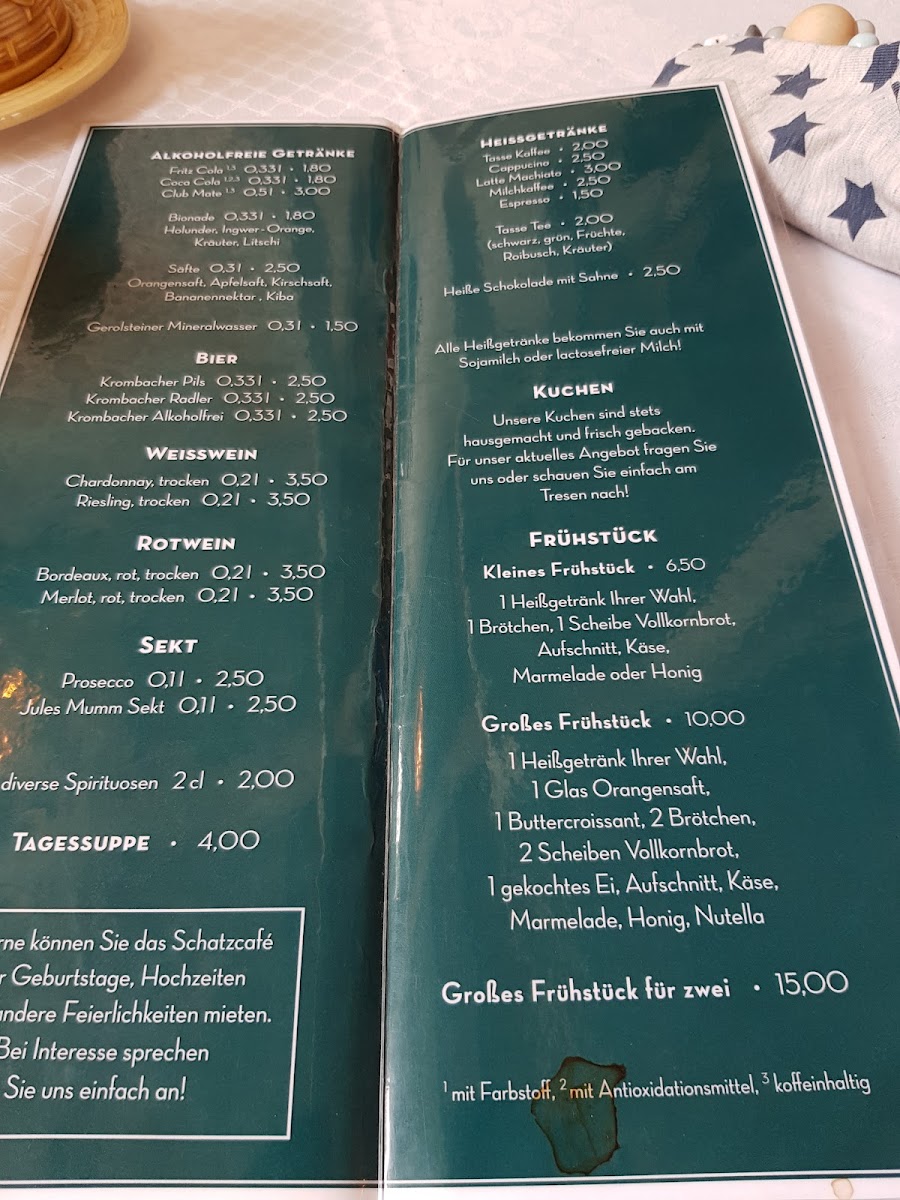 ALKOHOLFREIE GETRÄNKE
Fritz Cola 1,3 0,33l • 1,80
Coca Cola 1,2,3 0,33l • 1,80
Club Mate 1,3 0,5l • 3,00
Bionade 0,33l • 1,80
Holunder, Ingwer-Orange,
Kräuter, Litschi
Säfte 0,3l • 2,50
Orangensaft, Apfelsaft, Kirschsaft,
Bananennektar , Kiba
Gerolsteiner Mineralwasser 0,3l • 1,50
BIER
Krombacher Pils 0,33l • 2,50
Krombacher Radler 0,33l • 2,50
Krombacher Alkoholfrei 0,33l • 2,50
WEISSWEIN
Chardonnay, trocken 0,2l • 3,50
Riesling, trocken 0,2l • 3,50
ROTWEIN
Bordeaux, rot, trocken 0,2l • 3,50
Merlot, rot, trocken 0,2l • 3,50
SEKT
Prosecco 0,1l • 2,50
Jules Mumm Sekt 0,1l • 2,50
diverse Spirituosen 2 cl • 2,00
TAGESSUPPE • 4,00
rne können Sie das Schatzcafé
r Geburtstage, Hochzeiten
andere Feierlichkeiten mieten.
Bei Interesse sprechen
Sie uns einfach an!
HEISSGETRÄNKE
Tasse Kaffee • 2,00
Cappucino • 2,50
Latte Machiato • 3,00
Milchkaffee • 2,50
Espresso • 1,50
Tasse Tee • 2,00
(schwarz, grün, Früchte,
Roibusch, Kräuter)
Heiße Schokolade mit Sahne • 2,50
Alle Heißgetränke bekommen Sie auch mit
Sojamilch oder lactosefreier Milch!
KUCHEN
Unsere Kuchen sind stets
hausgemacht und frisch gebacken.
Für unser aktuelles Angebot fragen Sie
uns oder schauen Sie einfach am
Tresen nach!
FRÜHSTÜCK
Kleines Frühstück • 6,50
1 Heißgetränk Ihrer Wahl,
1 Brötchen, 1 Scheibe Vollkornbrot,
Aufschnitt, Käse,
Marmelade oder Honig
Großes Frühstück • 10,00
1 Heißgetränk Ihrer Wahl,
1 Glas Orangensaft,
1 Buttercroissant, 2 Brötchen,
2 Scheiben Vollkornbrot,
1 gekochtes Ei, Aufschnitt, Käse,
Marmelade, Honig, Nutella
Großes Frühstück für zwei • 15,00
1 mit Farbstoff, 2 mit Antioxidationsmittel, 3 koffeinhaltig